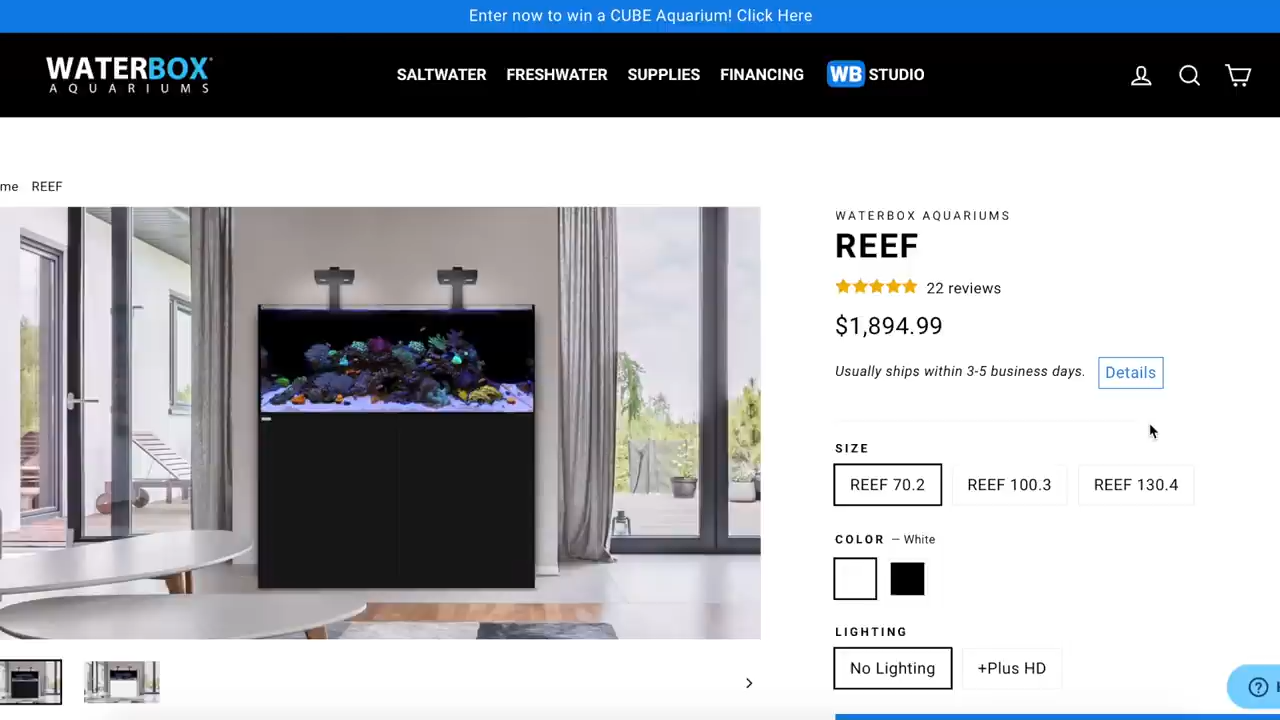 Enter now to win a CUBE Aquarium! Click Here
WATERBOX
AQUARIUMS
SALTWATER FRESHWATER SUPPLIES FINANCING WB STUDIO
me REEF
WATERBOX AQUARIUMS
REEF
22 reviews
$1,894.99
Usually ships within 3-5 business days. Details
SIZE
REEF 70.2 REEF 100.3 REEF 130.4
COLOR — White
LIGHTING
No Lighting +Plus HD